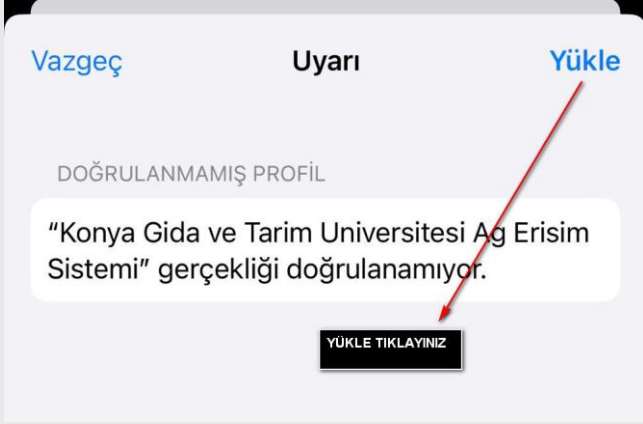 Vazgeç Uyarı Yükle
DOĞRULANMAMIŞ PROFİL
“Konya Gida ve Tarim Universitesi Ag Erisim
Sistemi” gerçekliği doğrulanamıyor.
YÜKLE TIKLAYINIZ